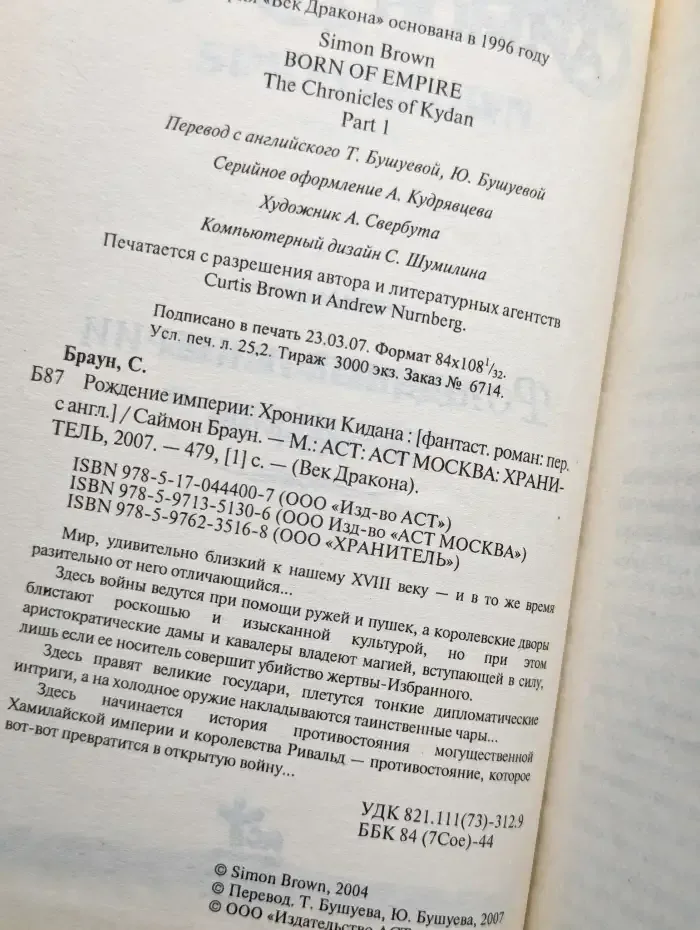 «Век Дракона» основана в 1996 году
Simon Brown
BORN OF EMPIRE
The Chronicles of Kydan
Part 1
Перевод с английского Т. Бушуевой, Ю. Бушуевой
Серийное оформление А. Кудрявцева
Художник А. Свербута
Компьютерный дизайн С. Шумилина
Печатается с разрешения автора и литературных агентств
Curtis Brown и Andrew Nurnberg.
Подписано в печать 23.03.07. Формат 84x108 1/32.
Усл. печ. л. 25,2. Тираж 3000 экз. Заказ № 6714.
Браун, С.
Б87 Рождение империи: Хроники Кидана : [фантаст. роман: пер.
с англ.] / Саймон Браун. — М.: АСТ: АСТ МОСКВА: ХРАНИ-
ТЕЛЬ, 2007. — 479, [1] с. — (Век Дракона).
ISBN 978-5-17-044400-7 (ООО «Изд-во АСТ»)
ISBN 978-5-9713-5130-6 (ООО Изд-во «АСТ МОСКВА»)
ISBN 978-5-9762-3516-8 (ООО «ХРАНИТЕЛЬ»)
Мир, удивительно близкий к нашему XVIII веку — и в то же время
разительно от него отличающийся...
Здесь войны ведутся при помощи ружей и пушек, а королевские дворы
блистают роскошью и изысканной культурой, но при этом
аристократические дамы и кавалеры владеют магией, вступающей в силу,
лишь если ее носитель совершит убийство жертвы-Избранного.
Здесь правят великие государи, плетутся тонкие дипломатические
интриги, а на холодное оружие накладываются таинственные чары...
Здесь начинается история противостояния могущественной
Хамилайской империи и королевства Ривальд — противостояние, которое
вот-вот превратится в открытую войну...
УДК 821.111(73)-312.9
ББК 84 (7Сое)-44
© Simon Brown, 2004
© Перевод. Т. Бушуева, Ю. Бушуева, 2007
© ООО «Издательство АСТ